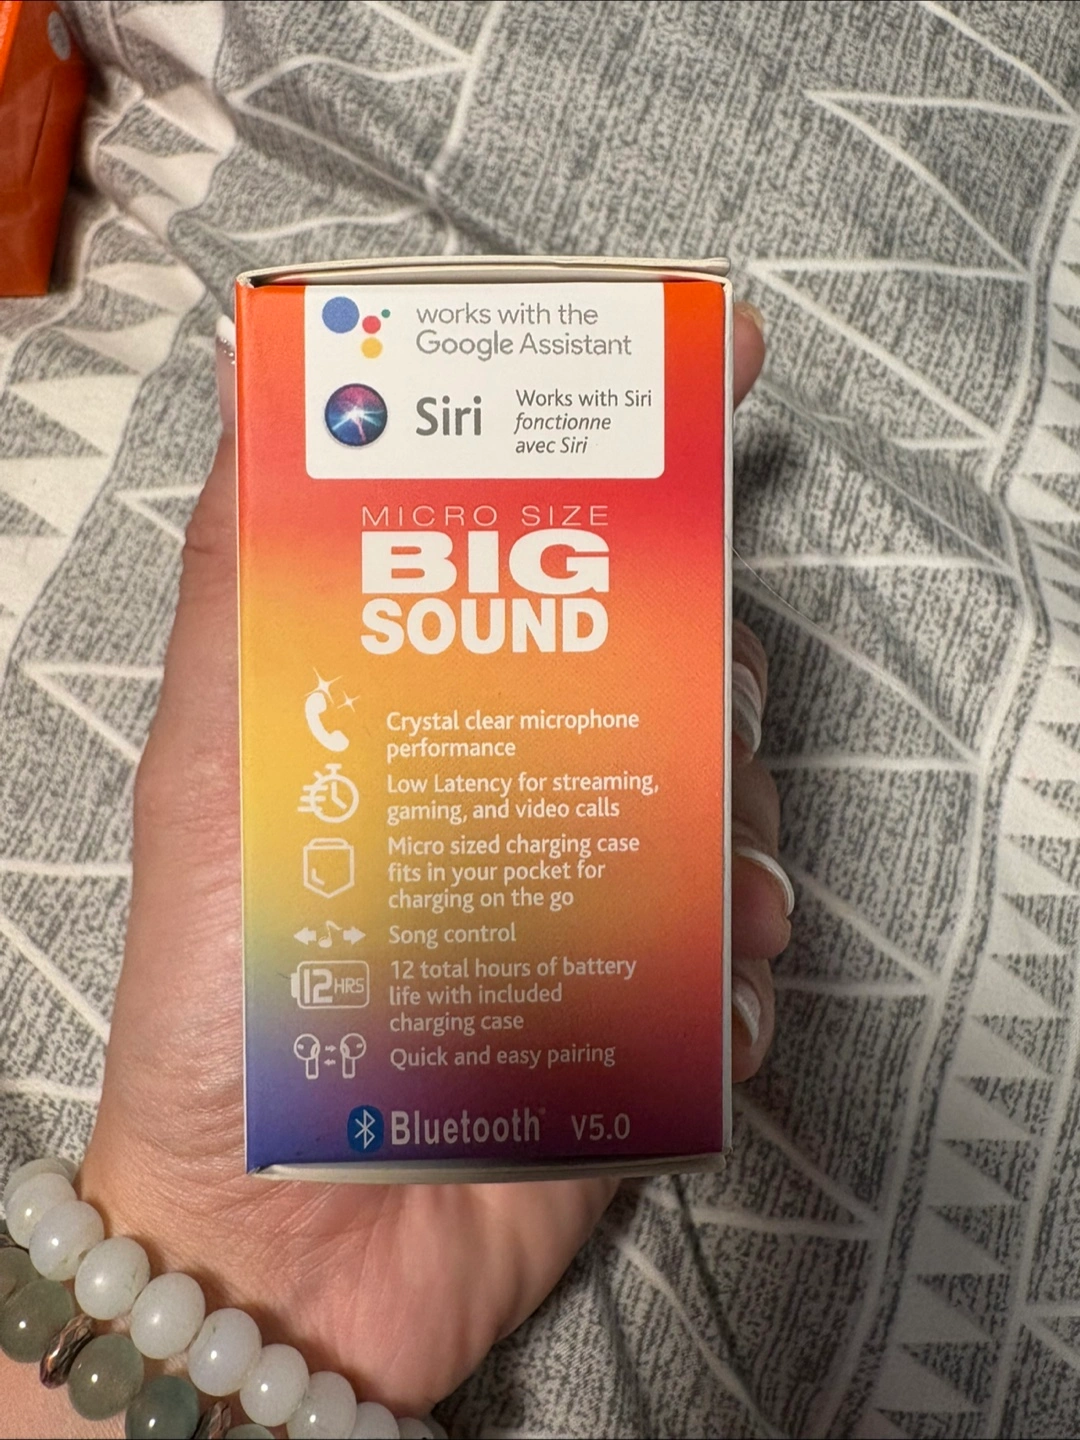 works with the
Google Assistant
Siri
Works with Siri
fonctionne
avec Siri
MICRO SIZE
BIG
SOUND
Crystal clear microphone
performance
Low Latency for streaming,
gaming, and video calls
Micro sized charging case
fits in your pocket for
charging on the go
Song control
12HRS
12 total hours of battery
life with included
charging case
Quick and easy pairing
Bluetooth® V5.0